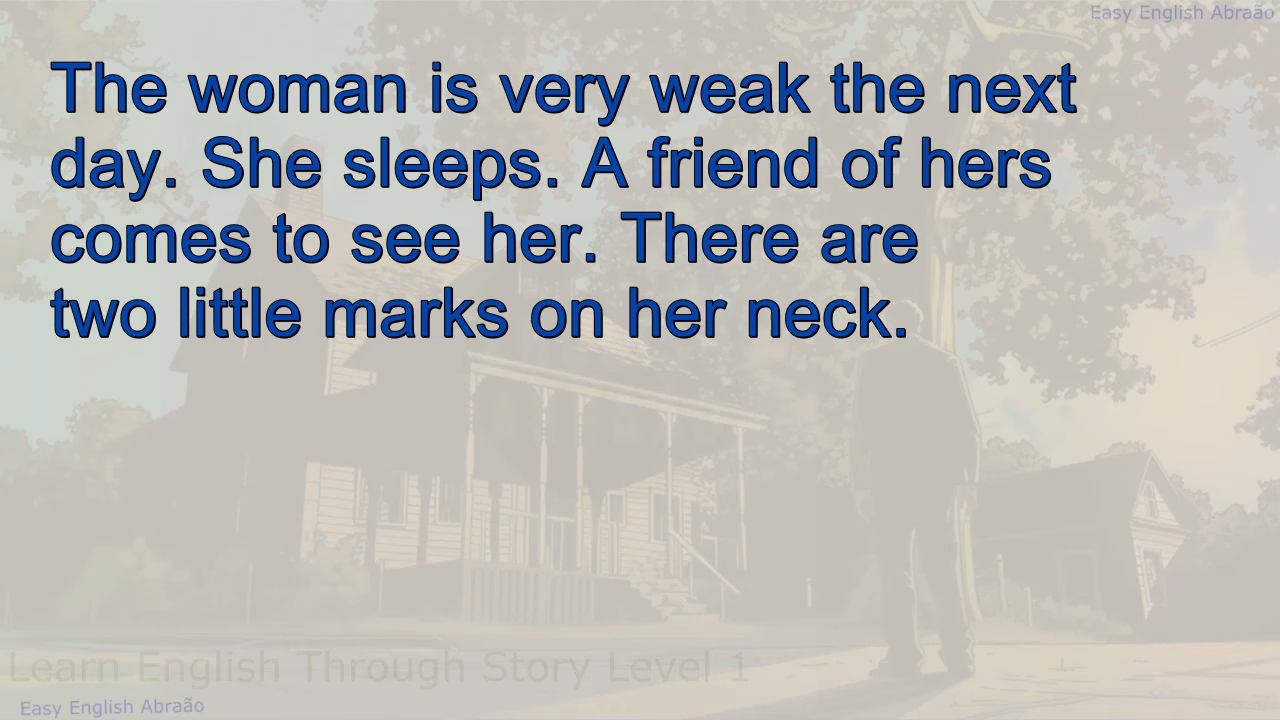 Easy English Abraão
The woman is very weak the next
day. She sleeps. A friend of hers
comes to see her. There are
two little marks on her neck.
Learn English Through Story Level 1
Easy English Abraão